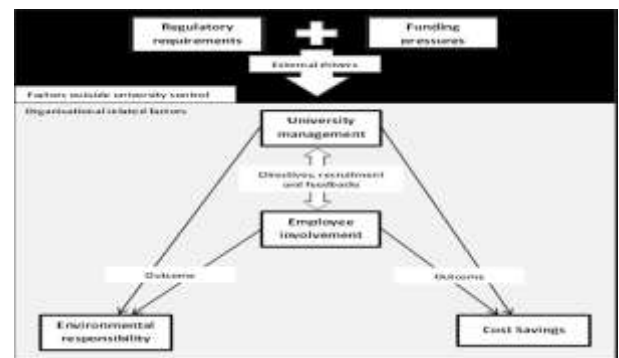 Regulatory
requirements
Funding
pressures
External drivers
Factors outside university control
Organisational related factors
University
management
Directives, recruitment
and feedbacks
Employee
involvement
Outcome
Outcome
Environmental
responsibility
Cost Savings